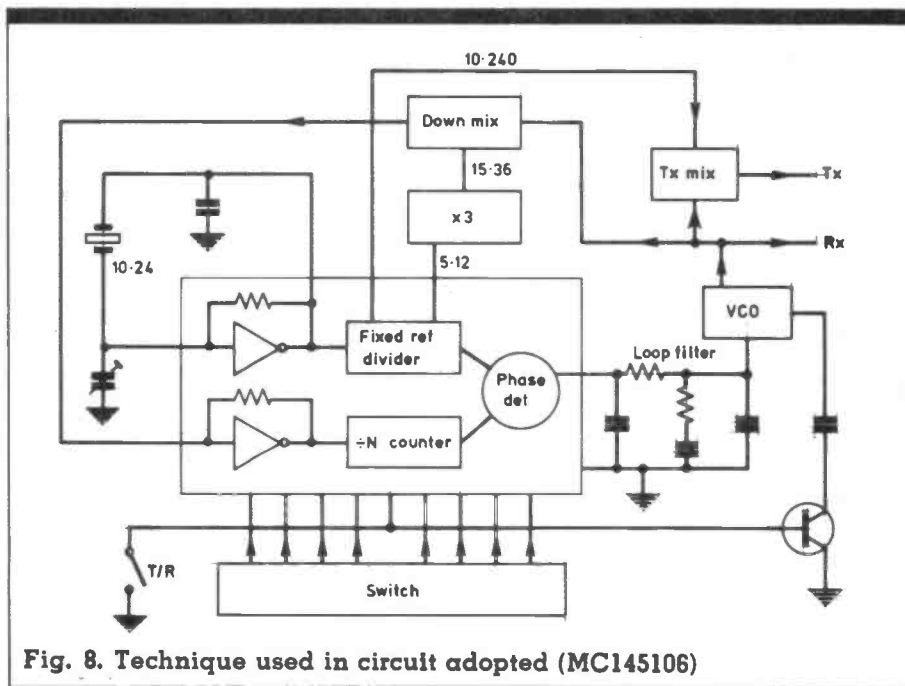 10·240
Down mix
15·36
Tx mix
Tx
x3
Rx
10·24
5·12
VCO
Fixed ref
divider
Loop filter
Phase
det
÷N counter
T/R
Switch
Fig. 8. Technique used in circuit adopted (MC145106)